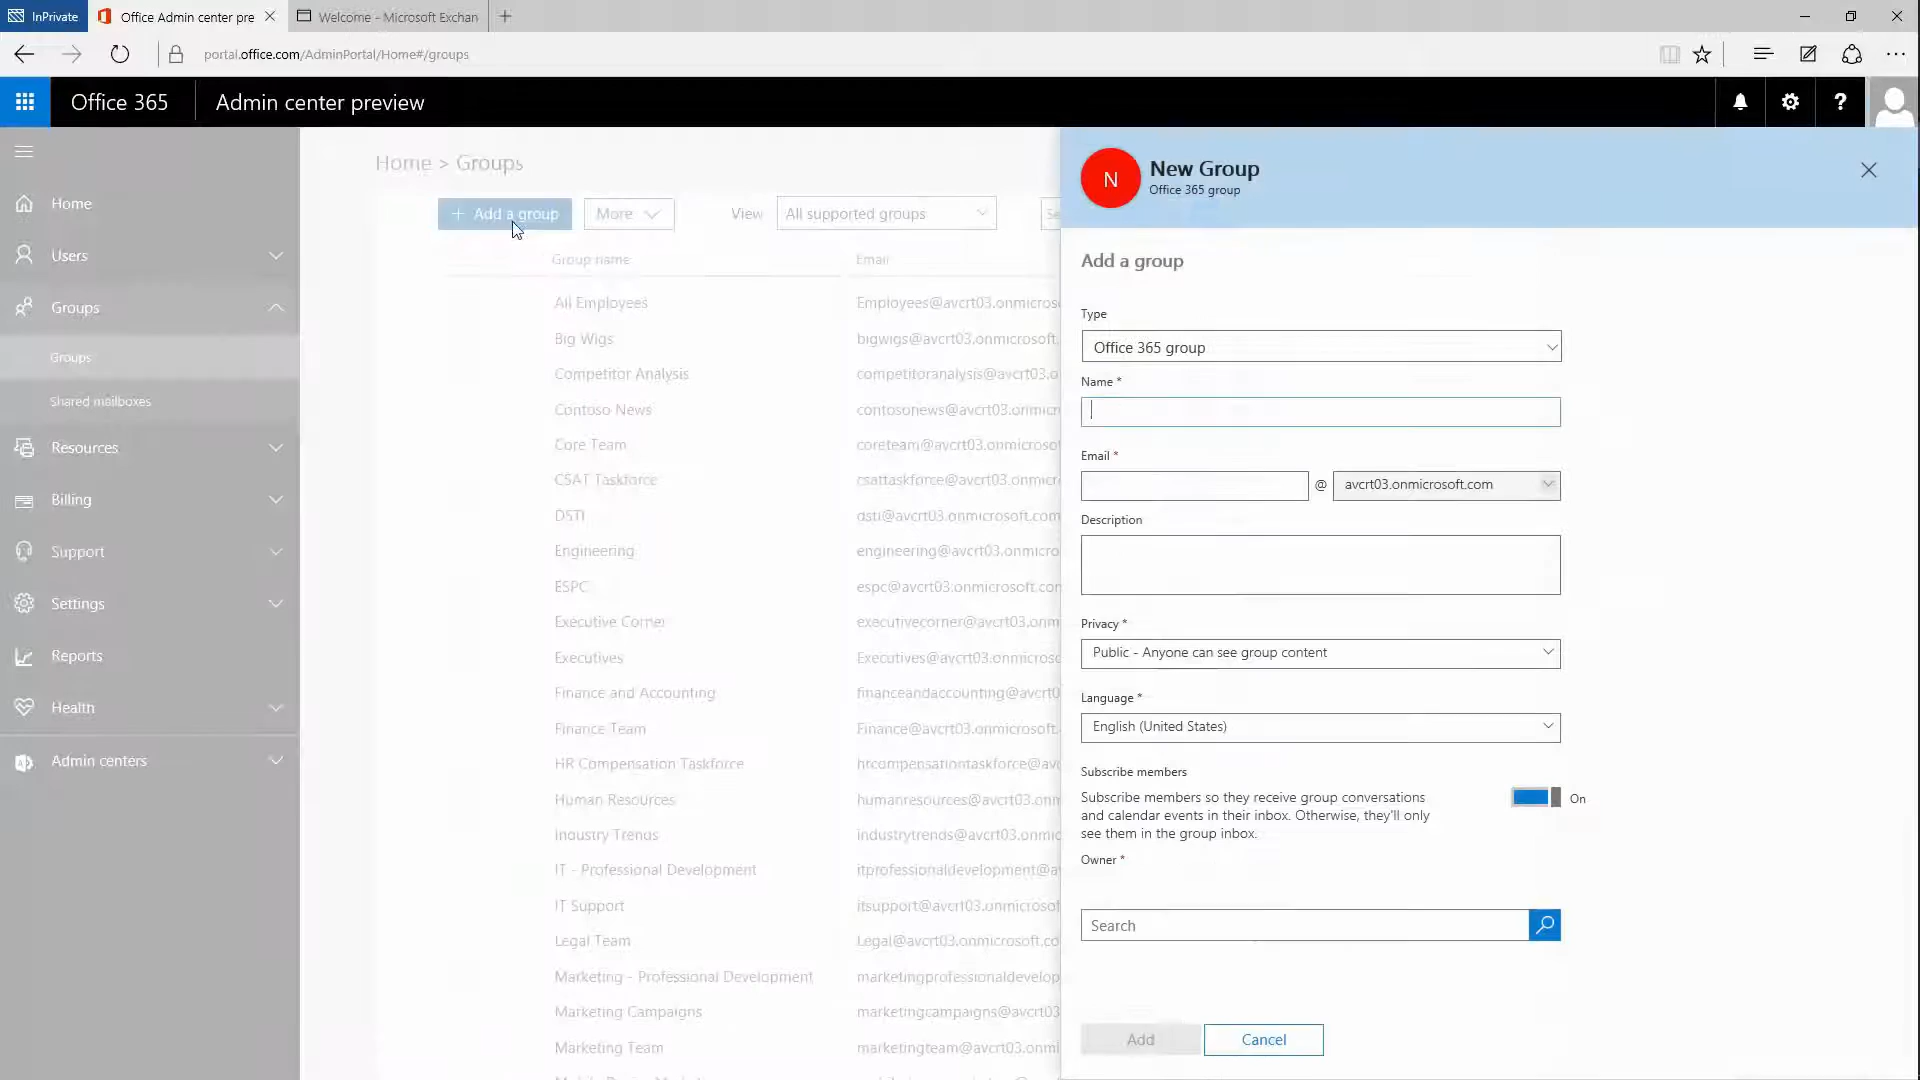 InPrivate
Office Admin center pre
Welcome - Microsoft Exchan
portal.office.com/AdminPortal/Home#/groups
Office 365
Admin center preview
?
Home
Users
Groups
Groups
Shared mailboxes
Resources
Billing
Support
Settings
Reports
Health
Admin centers
Home > Groups
+ Add a group
More
View
All supported groups
Se
Group name Email
All Employees Employees@avcrt03.onmicroso
Big Wigs bigwigs@avcrt03.onmicrosoft.
Competitor Analysis competitoranalysis@avcrt03.o
Contoso News contosonews@avcrt03.onmicr
Core Team coreteam@avcrt03.onmicroso
CSAT Taskforce csattaskforce@avcrt03.onmicr
DSTI dsti@avcrt03.onmicrosoft.com
Engineering engineering@avcrt03.onmicro
ESPC espc@avcrt03.onmicrosoft.con
Executive Corner executivecorner@avcrt03.onm
Executives Executives@avcrt03.onmicroso
Finance and Accounting financeandaccounting@avcrt0
Finance Team Finance@avcrt03.onmicrosoft.
HR Compensation Taskforce hrcompensationtaskforce@av
Human Resources humanresources@avcrt03.onm
Industry Trends industrytrends@avcrt03.onmic
IT - Professional Development itprofessionaldevelopment@a
IT Support itsupport@avcrt03.onmicrosof
Legal Team Legal@avcrt03.onmicrosoft.co
Marketing - Professional Development marketingprofessionaldevelop
Marketing Campaigns marketingcampaigns@avcrt03
Marketing Team marketingteam@avcrt03.onmi
N
New Group
Office 365 group
Add a group
Type
Office 365 group
Name *
Email *
@ avcrt03.onmicrosoft.com
Description
Privacy *
Public - Anyone can see group content
Language *
English (United States)
Subscribe members
Subscribe members so they receive group conversations
and calendar events in their inbox. Otherwise, they'll only
see them in the group inbox.
On
Owner *
Search
Add
Cancel